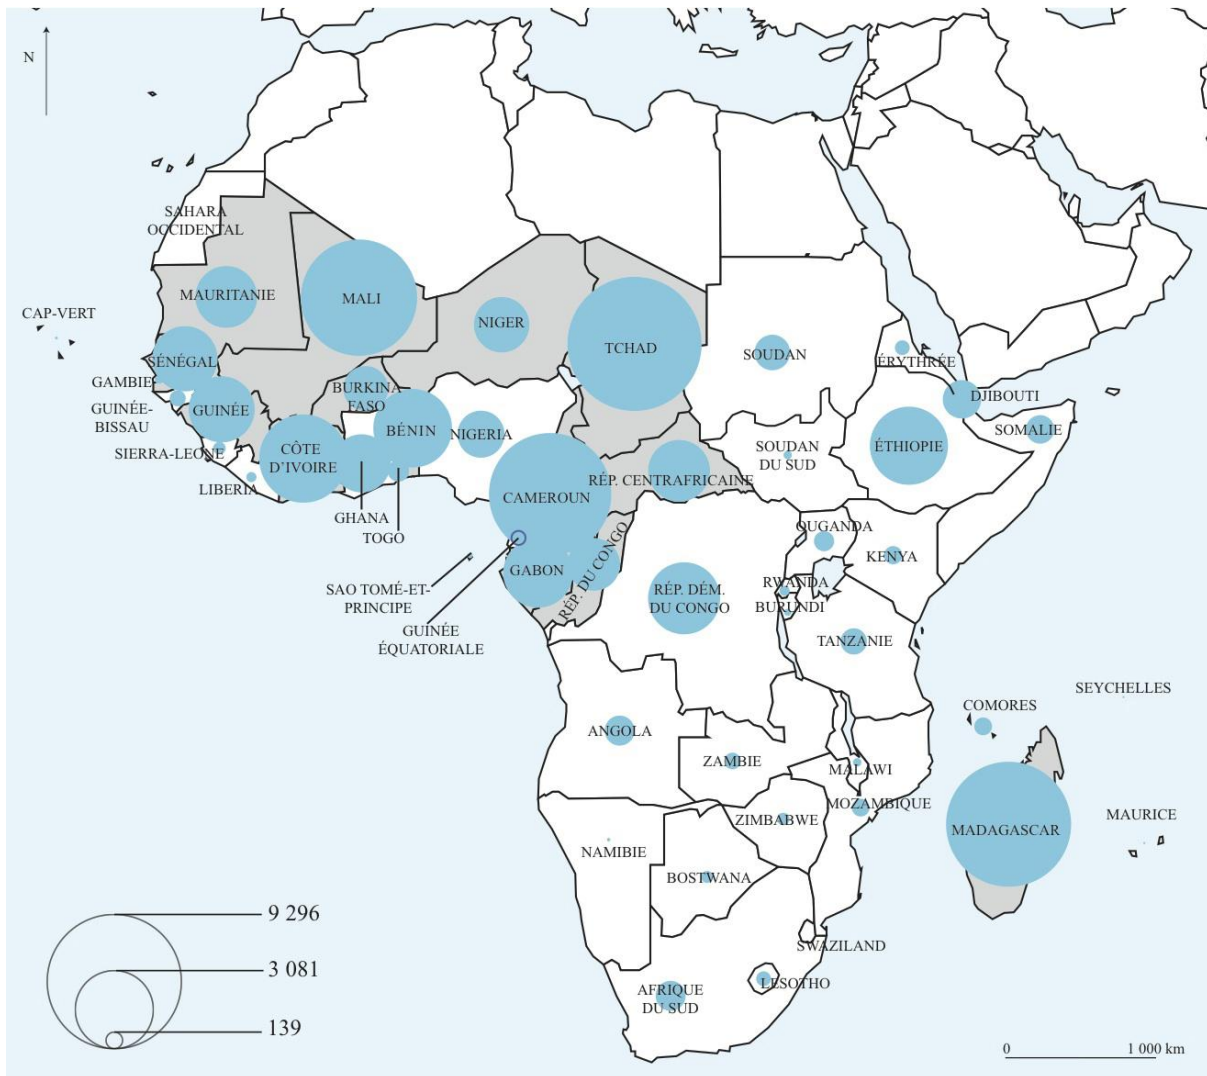 N
SAHARA
OCCIDENTAL
MAURITANIE
MALI
NIGER
TCHAD
SOUDAN
ÉRYTHRÉE
CAP-VERT
SÉNÉGAL
GAMBIE
GUINÉE-
BISSAU
GUINÉE
BURKINA
FASO
BÉNIN
NIGERIA
DJIBOUTI
SOMALIE
ÉTHIOPIE
SIERRA-LEONE
CÔTE
D'IVOIRE
SOUDAN
DU SUD
RÉP. CENTRAFRICAINE
LIBERIA
CAMEROUN
GHANA
TOGO
OUGANDA
KENYA
GABON
RÉP. DU CONGO
SAO TOMÉ-ET-
PRINCIPE
GUINÉE
ÉQUATORIALE
RÉP. DÉM.
DU CONGO
RWANDA
BURUNDI
TANZANIE
SEYCHELLES
COMORES
ANGOLA
ZAMBIE
MALAWI
MOZAMBIQUE
ZIMBABWE
MADAGASCAR
MAURICE
NAMIBIE
BOSTWANA
SWAZILAND
LESOTHO
AFRIQUE
DU SUD
9 296
3 081
139
0
1 000 km